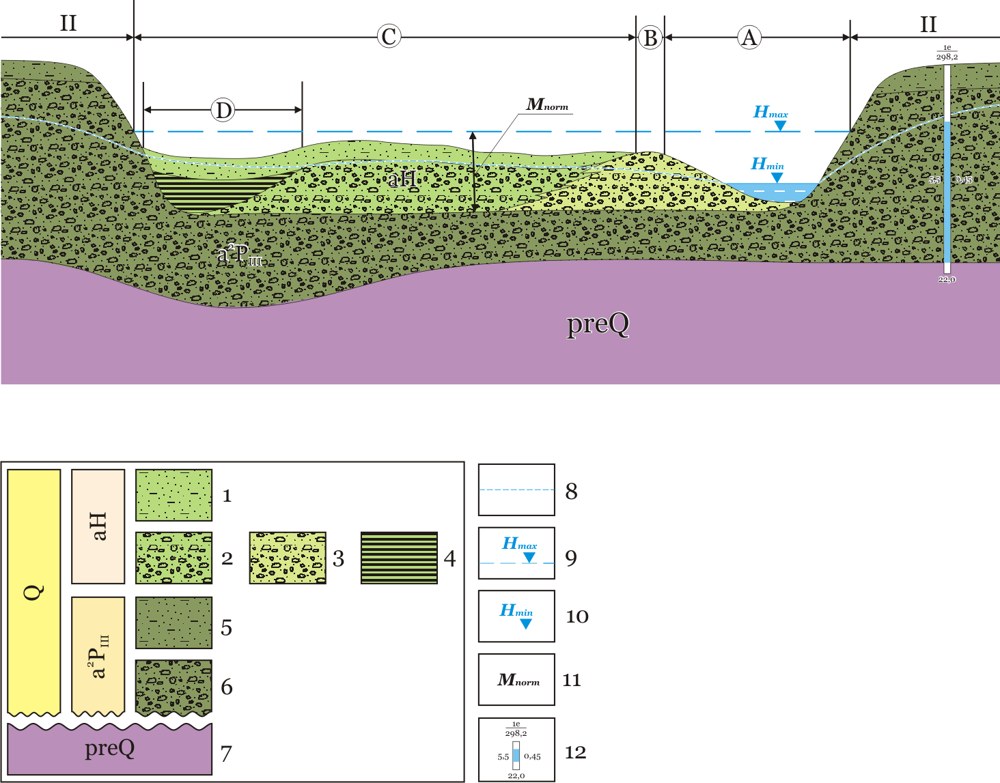 II
C
B
A
II
1e
298,2
D
Mnorm
Hmax
Hmin
aH
5,5
0,45
a²PIII
22,0
preQ
Q
aH
a²PIII
preQ
1
2
3
4
5
6
7
8
Hmax
9
Hmin
10
Mnorm
11
1e
298,2
5,5
0,45
22,0
12